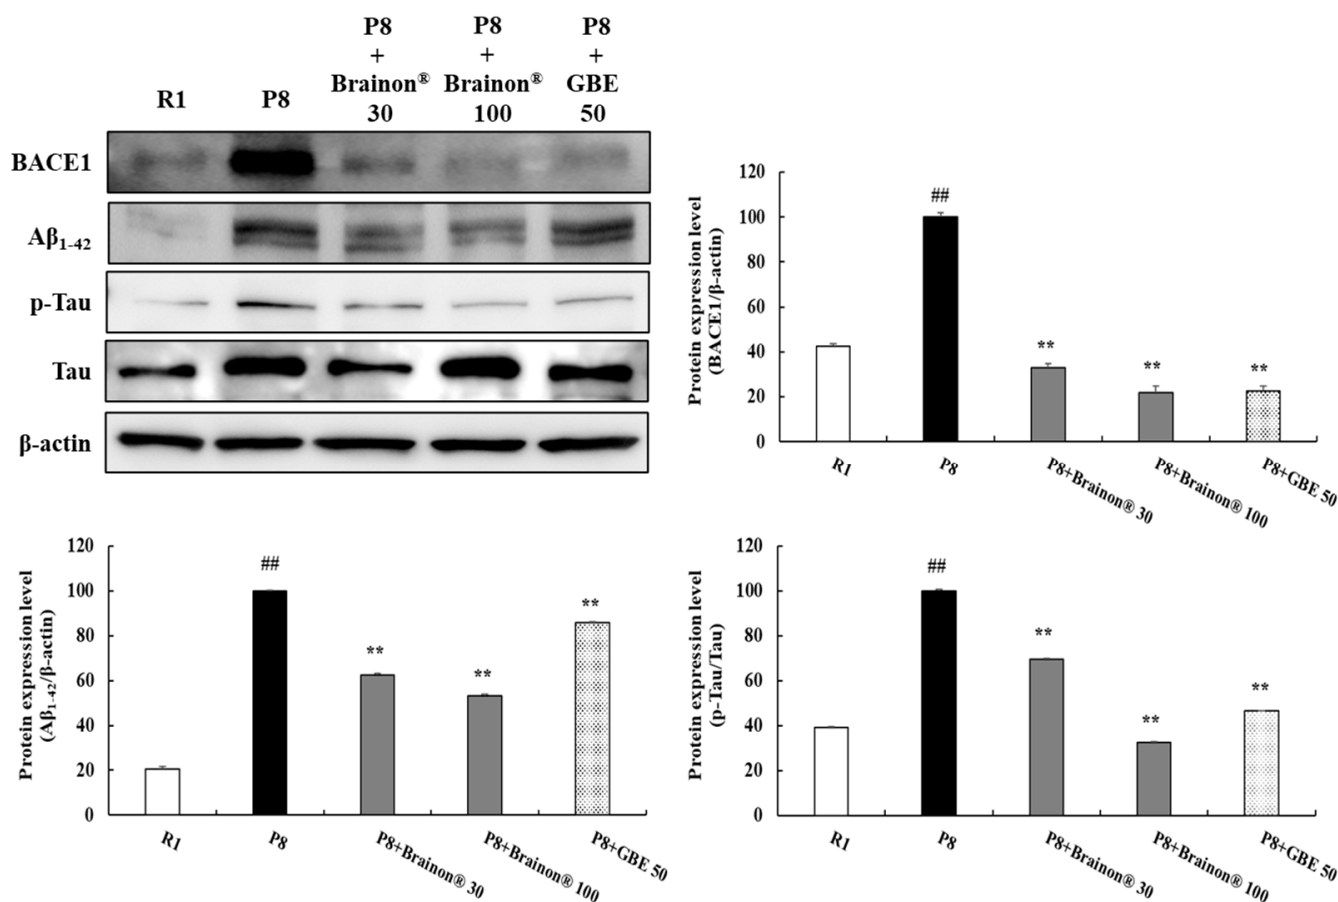 R1
P8
P8
+
Brainon®
30
P8
+
Brainon®
100
P8
+
GBE
50
BACE1
Aβ1-42
p-Tau
Tau
β-actin
Protein expression level
(BACE1/β-actin)
120
100
80
60
40
20
0
##
**
**
**
R1
P8
P8+Brainon® 30
P8+Brainon® 100
P8+GBE 50
Protein expression level
(Aβ1-42/β-actin)
120
100
80
60
40
20
0
##
**
**
**
R1
P8
P8+Brainon® 30
P8+Brainon® 100
P8+GBE 50
Protein expression level
(p-Tau/Tau)
120
100
80
60
40
20
0
##
**
**
**
R1
P8
P8+Brainon® 30
P8+Brainon® 100
P8+GBE 50